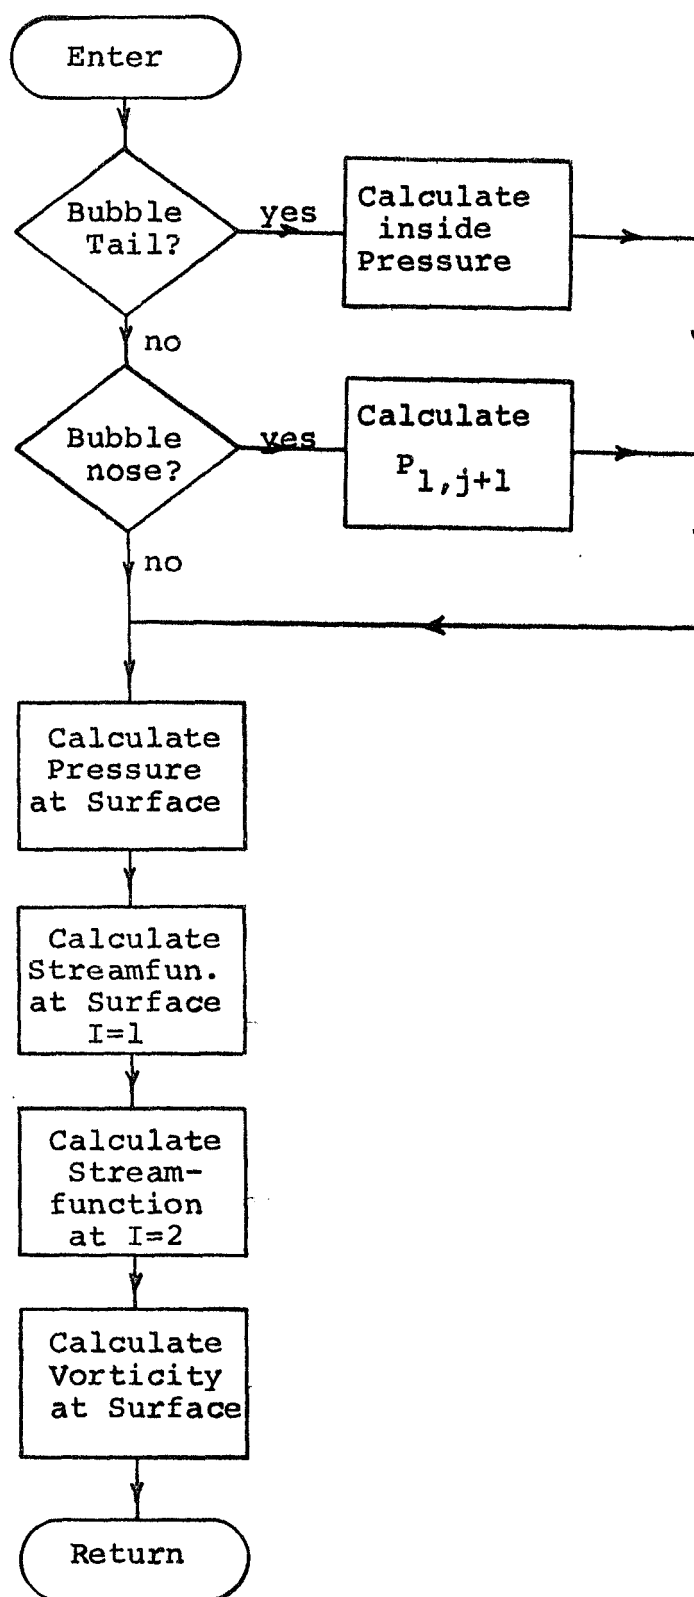 Enter
Bubble
Tail?
yes
Calculate
inside
Pressure
no
Bubble
nose?
yes
Calculate
P1,j+1
no
Calculate
Pressure
at Surface
Calculate
Streamfun.
at Surface
I=1
Calculate
Stream-
function
at I=2
Calculate
Vorticity
at Surface
Return